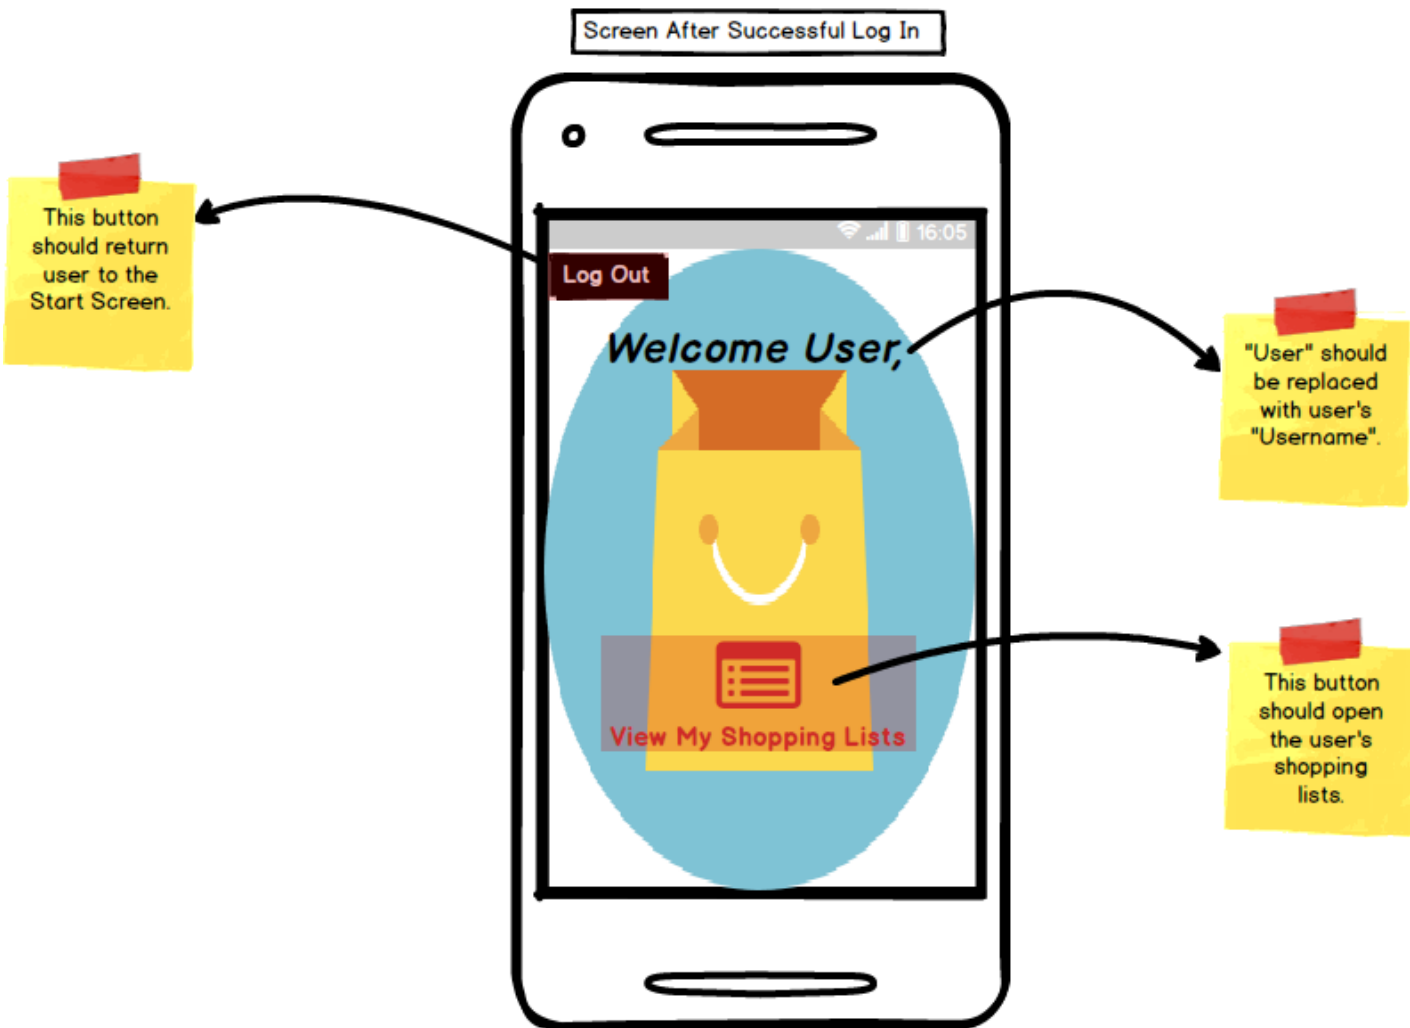 Screen After Successful Log In
16:05
Log Out
Welcome User,
View My Shopping Lists
This button
should return
user to the
Start Screen.
"User" should
be replaced
with user's
"Username".
This button
should open
the user's
shopping
lists.